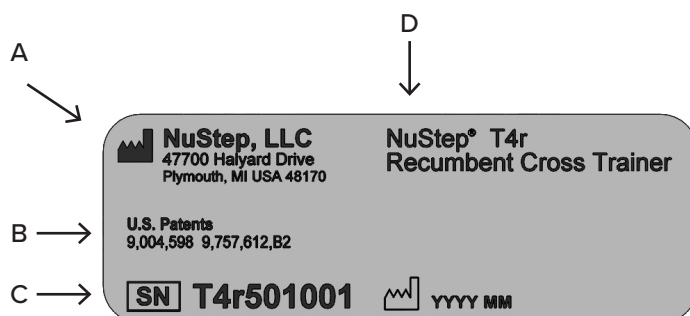 A
D
NuStep, LLC
47700 Halyard Drive
Plymouth, MI USA 48170
NuStep® T4r
Recumbent Cross Trainer
B
U.S. Patents
9,004,598 9,757,612,B2
C
SN T4r501001
YYYY MM